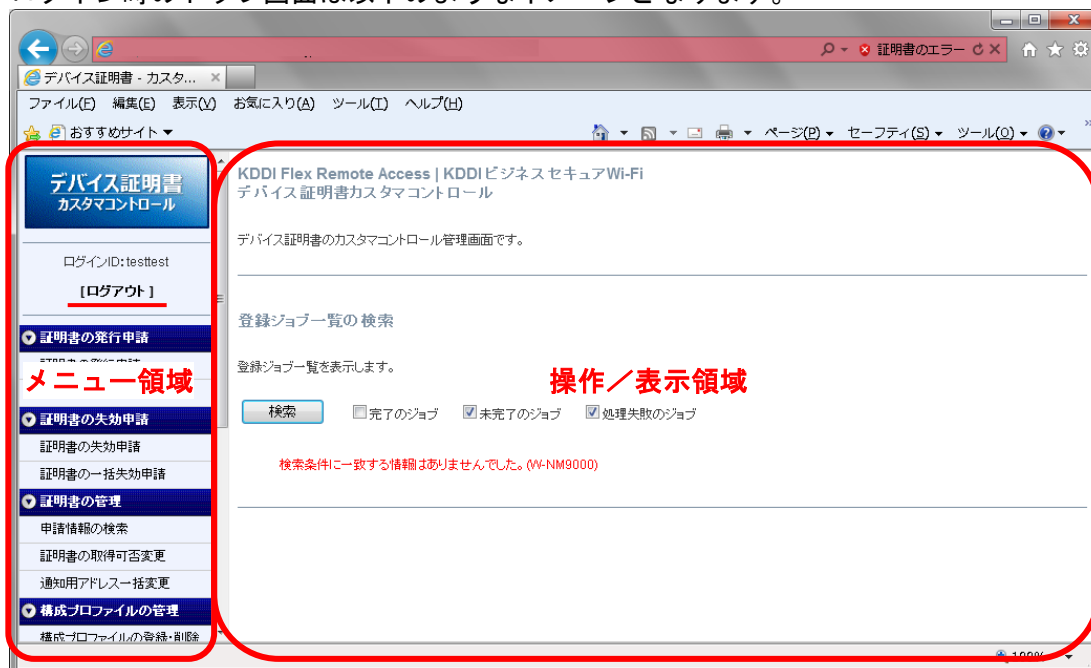 ログイン時のトップ画面は以下のようなイメージとなります。
証明書のエラー
デバイス証明書 - カスタ...
ファイル(F) 編集(E) 表示(V) お気に入り(A) ツール(T) ヘルプ(H)
おすすめサイト ▼
ページ(P) ▼ セーフティ(S) ▼ ツール(O) ▼
デバイス証明書
カスタマコントロール
ログインID:testtest
[ログアウト]
証明書の発行申請
メニュー領域
証明書の失効申請
証明書の失効申請
証明書の一括失効申請
証明書の管理
申請情報の検索
証明書の取得可否変更
通知用アドレス一括変更
構成プロファイルの管理
構成プロファイルの登録・削除
KDDI Flex Remote Access | KDDIビジネスセキュアWi-Fi
デバイス証明書カスタマコントロール
デバイス証明書のカスタマコントロール管理画面です。
登録ジョブ一覧の検索
登録ジョブ一覧を表示します。
操作／表示領域
検索 完了のジョブ 未完了のジョブ 処理失敗のジョブ
検索条件に一致する情報はありませんでした。(W-NM9000)
100%